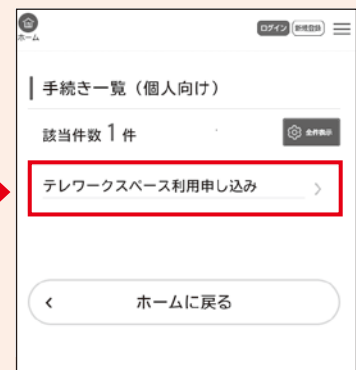 ホーム
ログイン 新規登録
手続き一覧（個人向け）
該当件数 1 件
全件表示
テレワークスペース利用申し込み
ホームに戻る